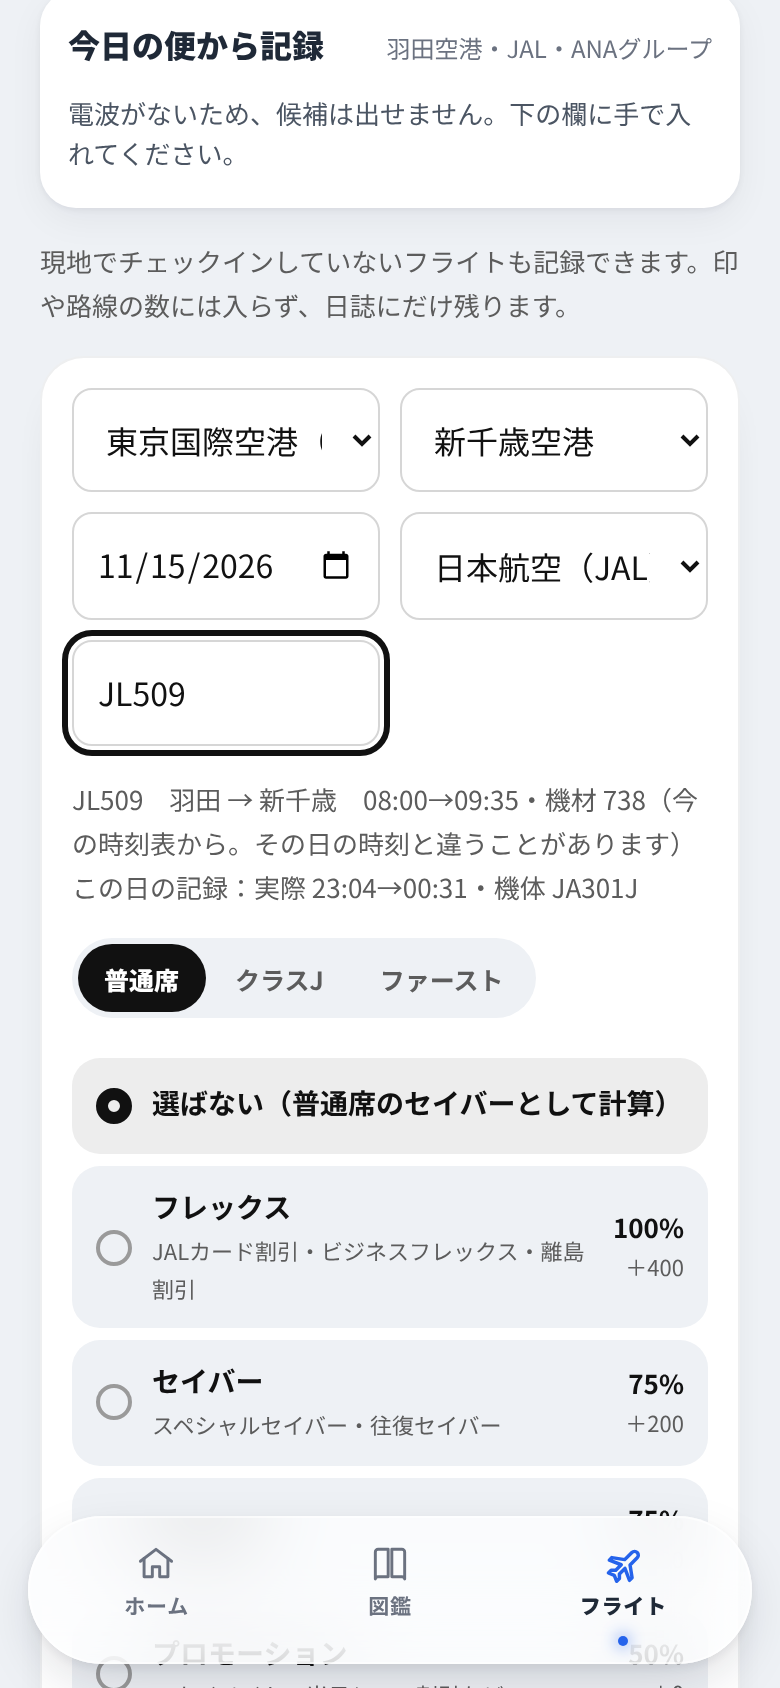 今日の便から記録
羽田空港・JAL・ANAグループ
電波がないため、候補は出せません。下の欄に手で入
れてください。
現地でチェックインしていないフライトも記録できます。印
や路線の数には入らず、日誌にだけ残ります。
東京国際空港（
新千歳空港
11/15/2026
日本航空（JAL
JL509
JL509　羽田 → 新千歳　08:00→09:35・機材 738（今
の時刻表から。その日の時刻と違うことがあります）
この日の記録：実際 23:04→00:31・機体 JA301J
普通席
クラスJ
ファースト
選ばない（普通席のセイバーとして計算）
フレックス
JALカード割引・ビジネスフレックス・離島
割引
100%
＋400
セイバー
スペシャルセイバー・往復セイバー
75%
＋200
75%
ホーム
図鑑
フライト
プロモーション
50%